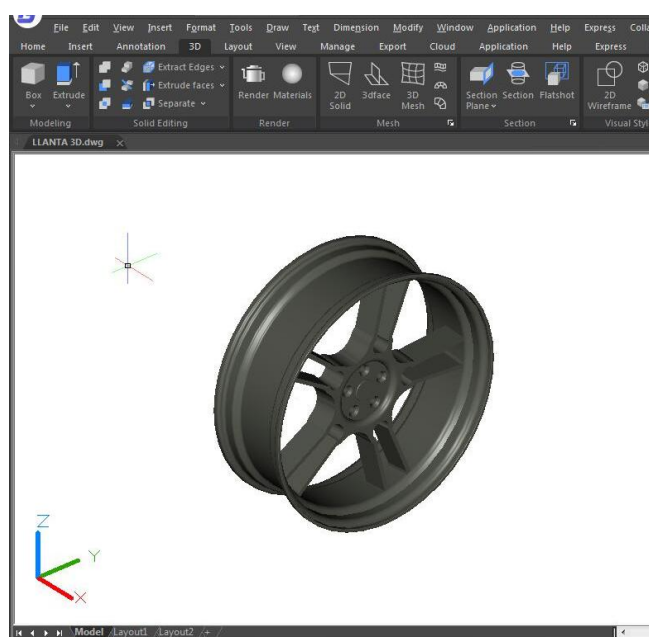 File Edit View Insert Format Tools Draw Text Dimension Modify Window Application Help Express Colla
Home Insert Annotation 3D Layout View Manage Export Cloud Application Help Express
Extract Edges
Box Extrude Extrude faces Render Materials 2D Solid 3dface 3D Mesh Section Plane Section Flatshot 2D Wireframe
Separate
Modeling Solid Editing Render Mesh Section Visual Styl
LLANTA 3D.dwg
Z
Y
X
Model Layout1 Layout2 +